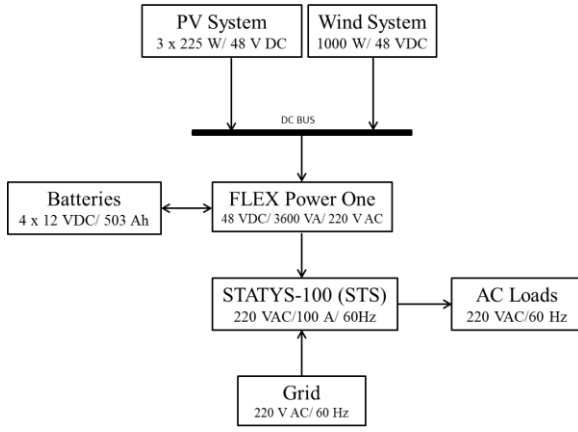 PV System
3 x 225 W/ 48 V DC
Wind System
1000 W/ 48 VDC
DC BUS
Batteries
4 x 12 VDC/ 503 Ah
FLEX Power One
48 VDC/ 3600 VA/ 220 V AC
STATYS-100 (STS)
220 VAC/100 A/ 60Hz
AC Loads
220 VAC/60 Hz
Grid
220 V AC/ 60 Hz